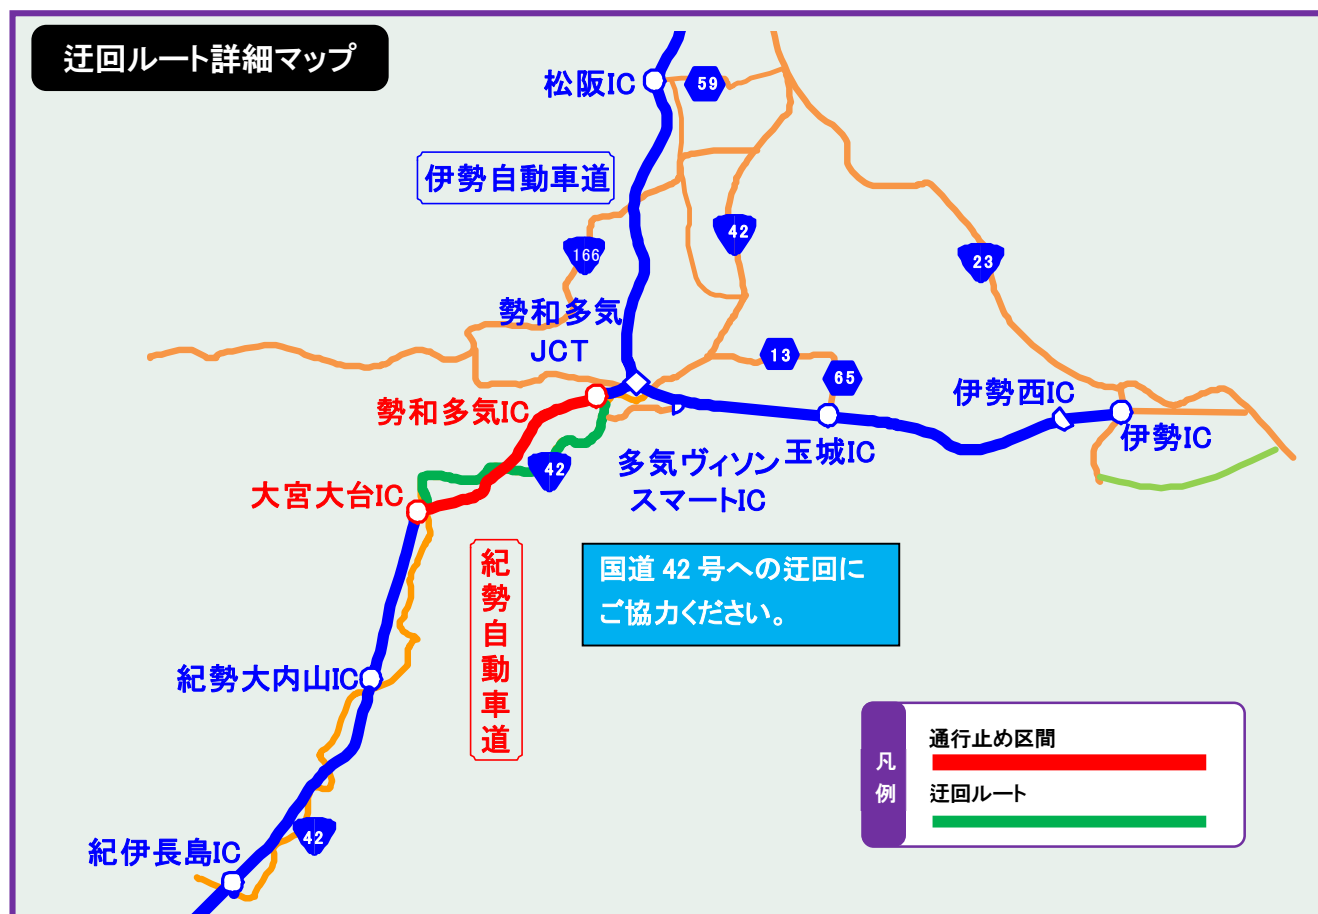 迂回ルート詳細マップ
松阪IC
59
伊勢自動車道
42
166
23
勢和多気
JCT
13
65
勢和多気IC
伊勢西IC
伊勢IC
玉城IC
多気ヴィソン
スマートIC
42
大宮大台IC
紀勢自動車道
国道 42 号への迂回に
ご協力ください。
紀勢大内山IC
凡例
通行止め区間
迂回ルート
42
紀伊長島IC